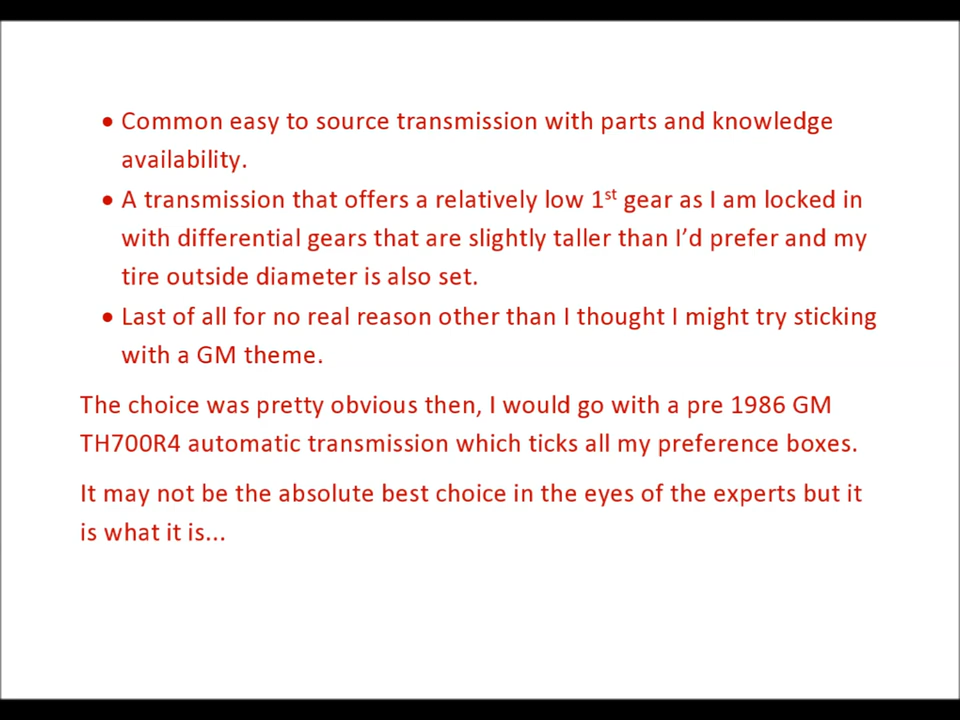 • Common easy to source transmission with parts and knowledge
availability.
• A transmission that offers a relatively low 1st gear as I am locked in
with differential gears that are slightly taller than I’d prefer and my
tire outside diameter is also set.
• Last of all for no real reason other than I thought I might try sticking
with a GM theme.
The choice was pretty obvious then, I would go with a pre 1986 GM
TH700R4 automatic transmission which ticks all my preference boxes.
It may not be the absolute best choice in the eyes of the experts but it
is what it is...